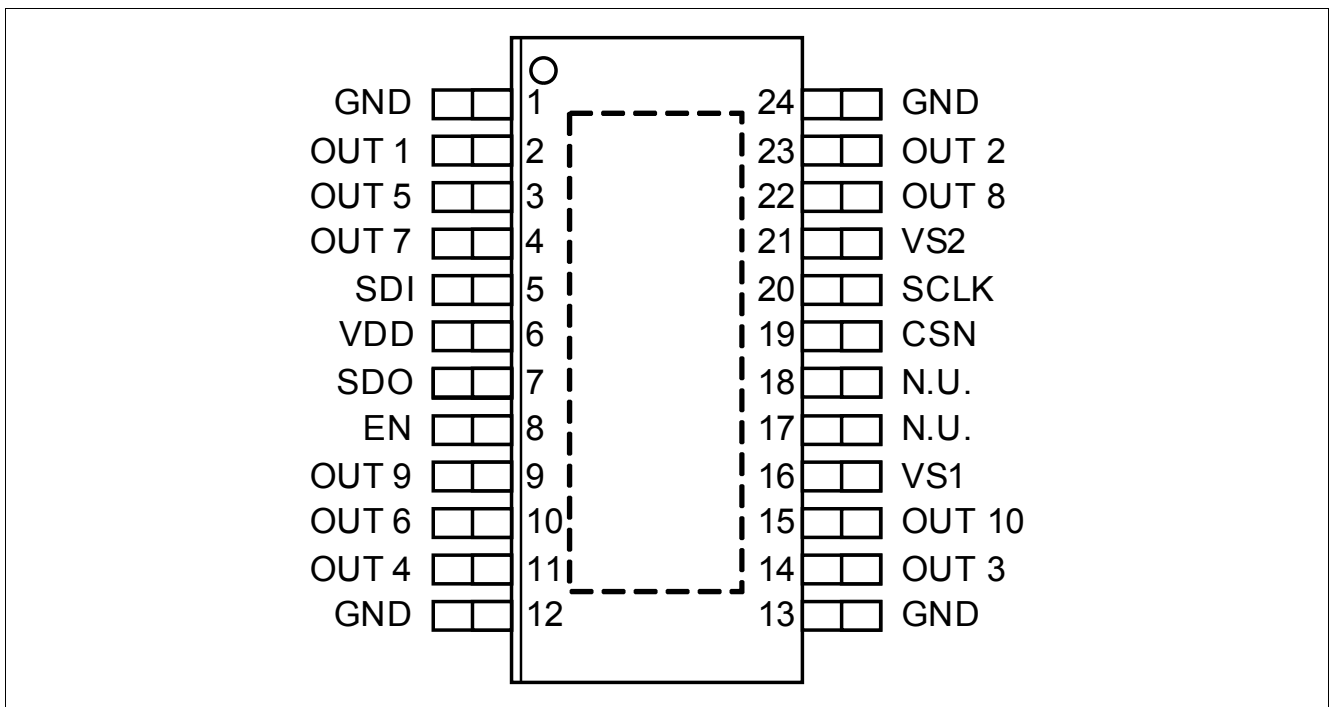 GND 1 24 GND
OUT 1 2 23 OUT 2
OUT 5 3 22 OUT 8
OUT 7 4 21 VS2
SDI 5 20 SCLK
VDD 6 19 CSN
SDO 7 18 N.U.
EN 8 17 N.U.
OUT 9 9 16 VS1
OUT 6 10 15 OUT 10
OUT 4 11 14 OUT 3
GND 12 13 GND